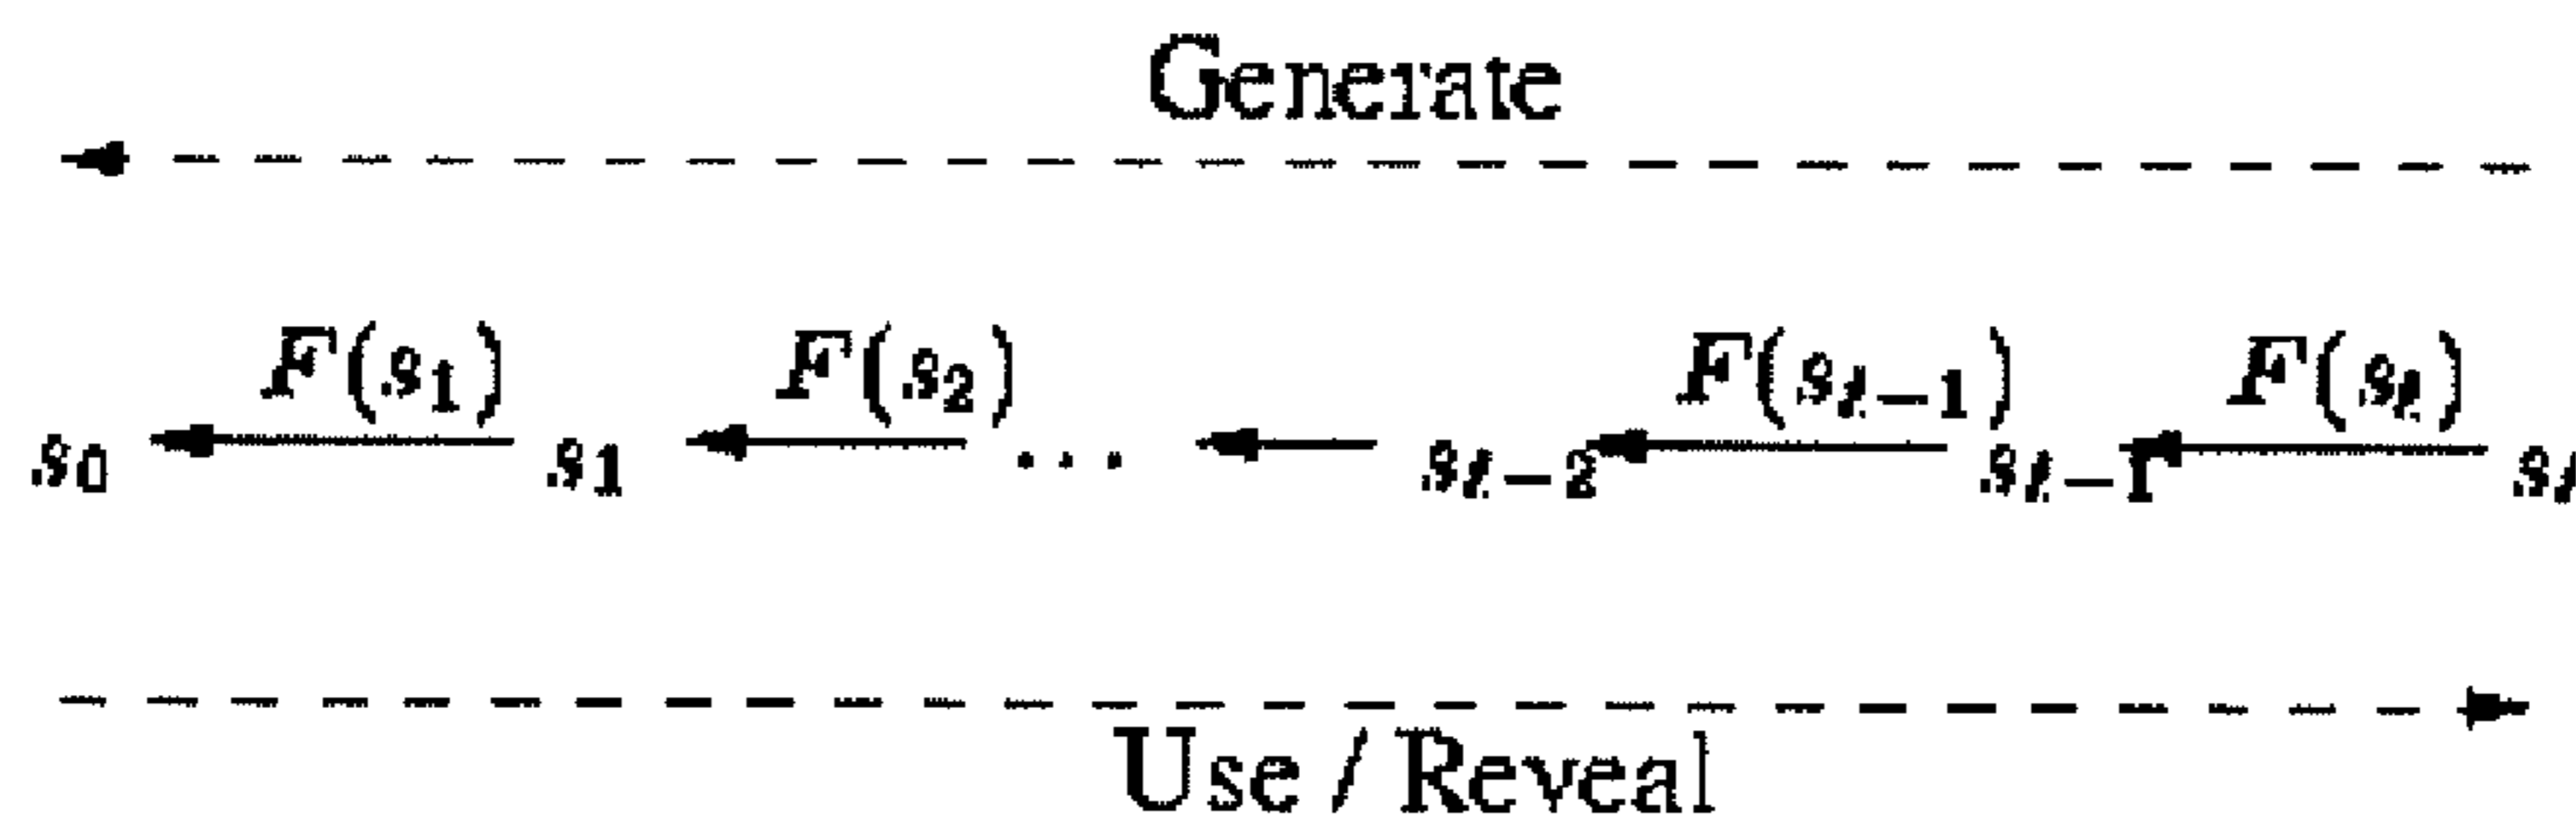 Generate
F(s₁) F(s₂) F(sℓ₋₁) F(sℓ)
s₀ s₁ ... sℓ₋₂ sℓ₋₁ sℓ
Use / Reveal